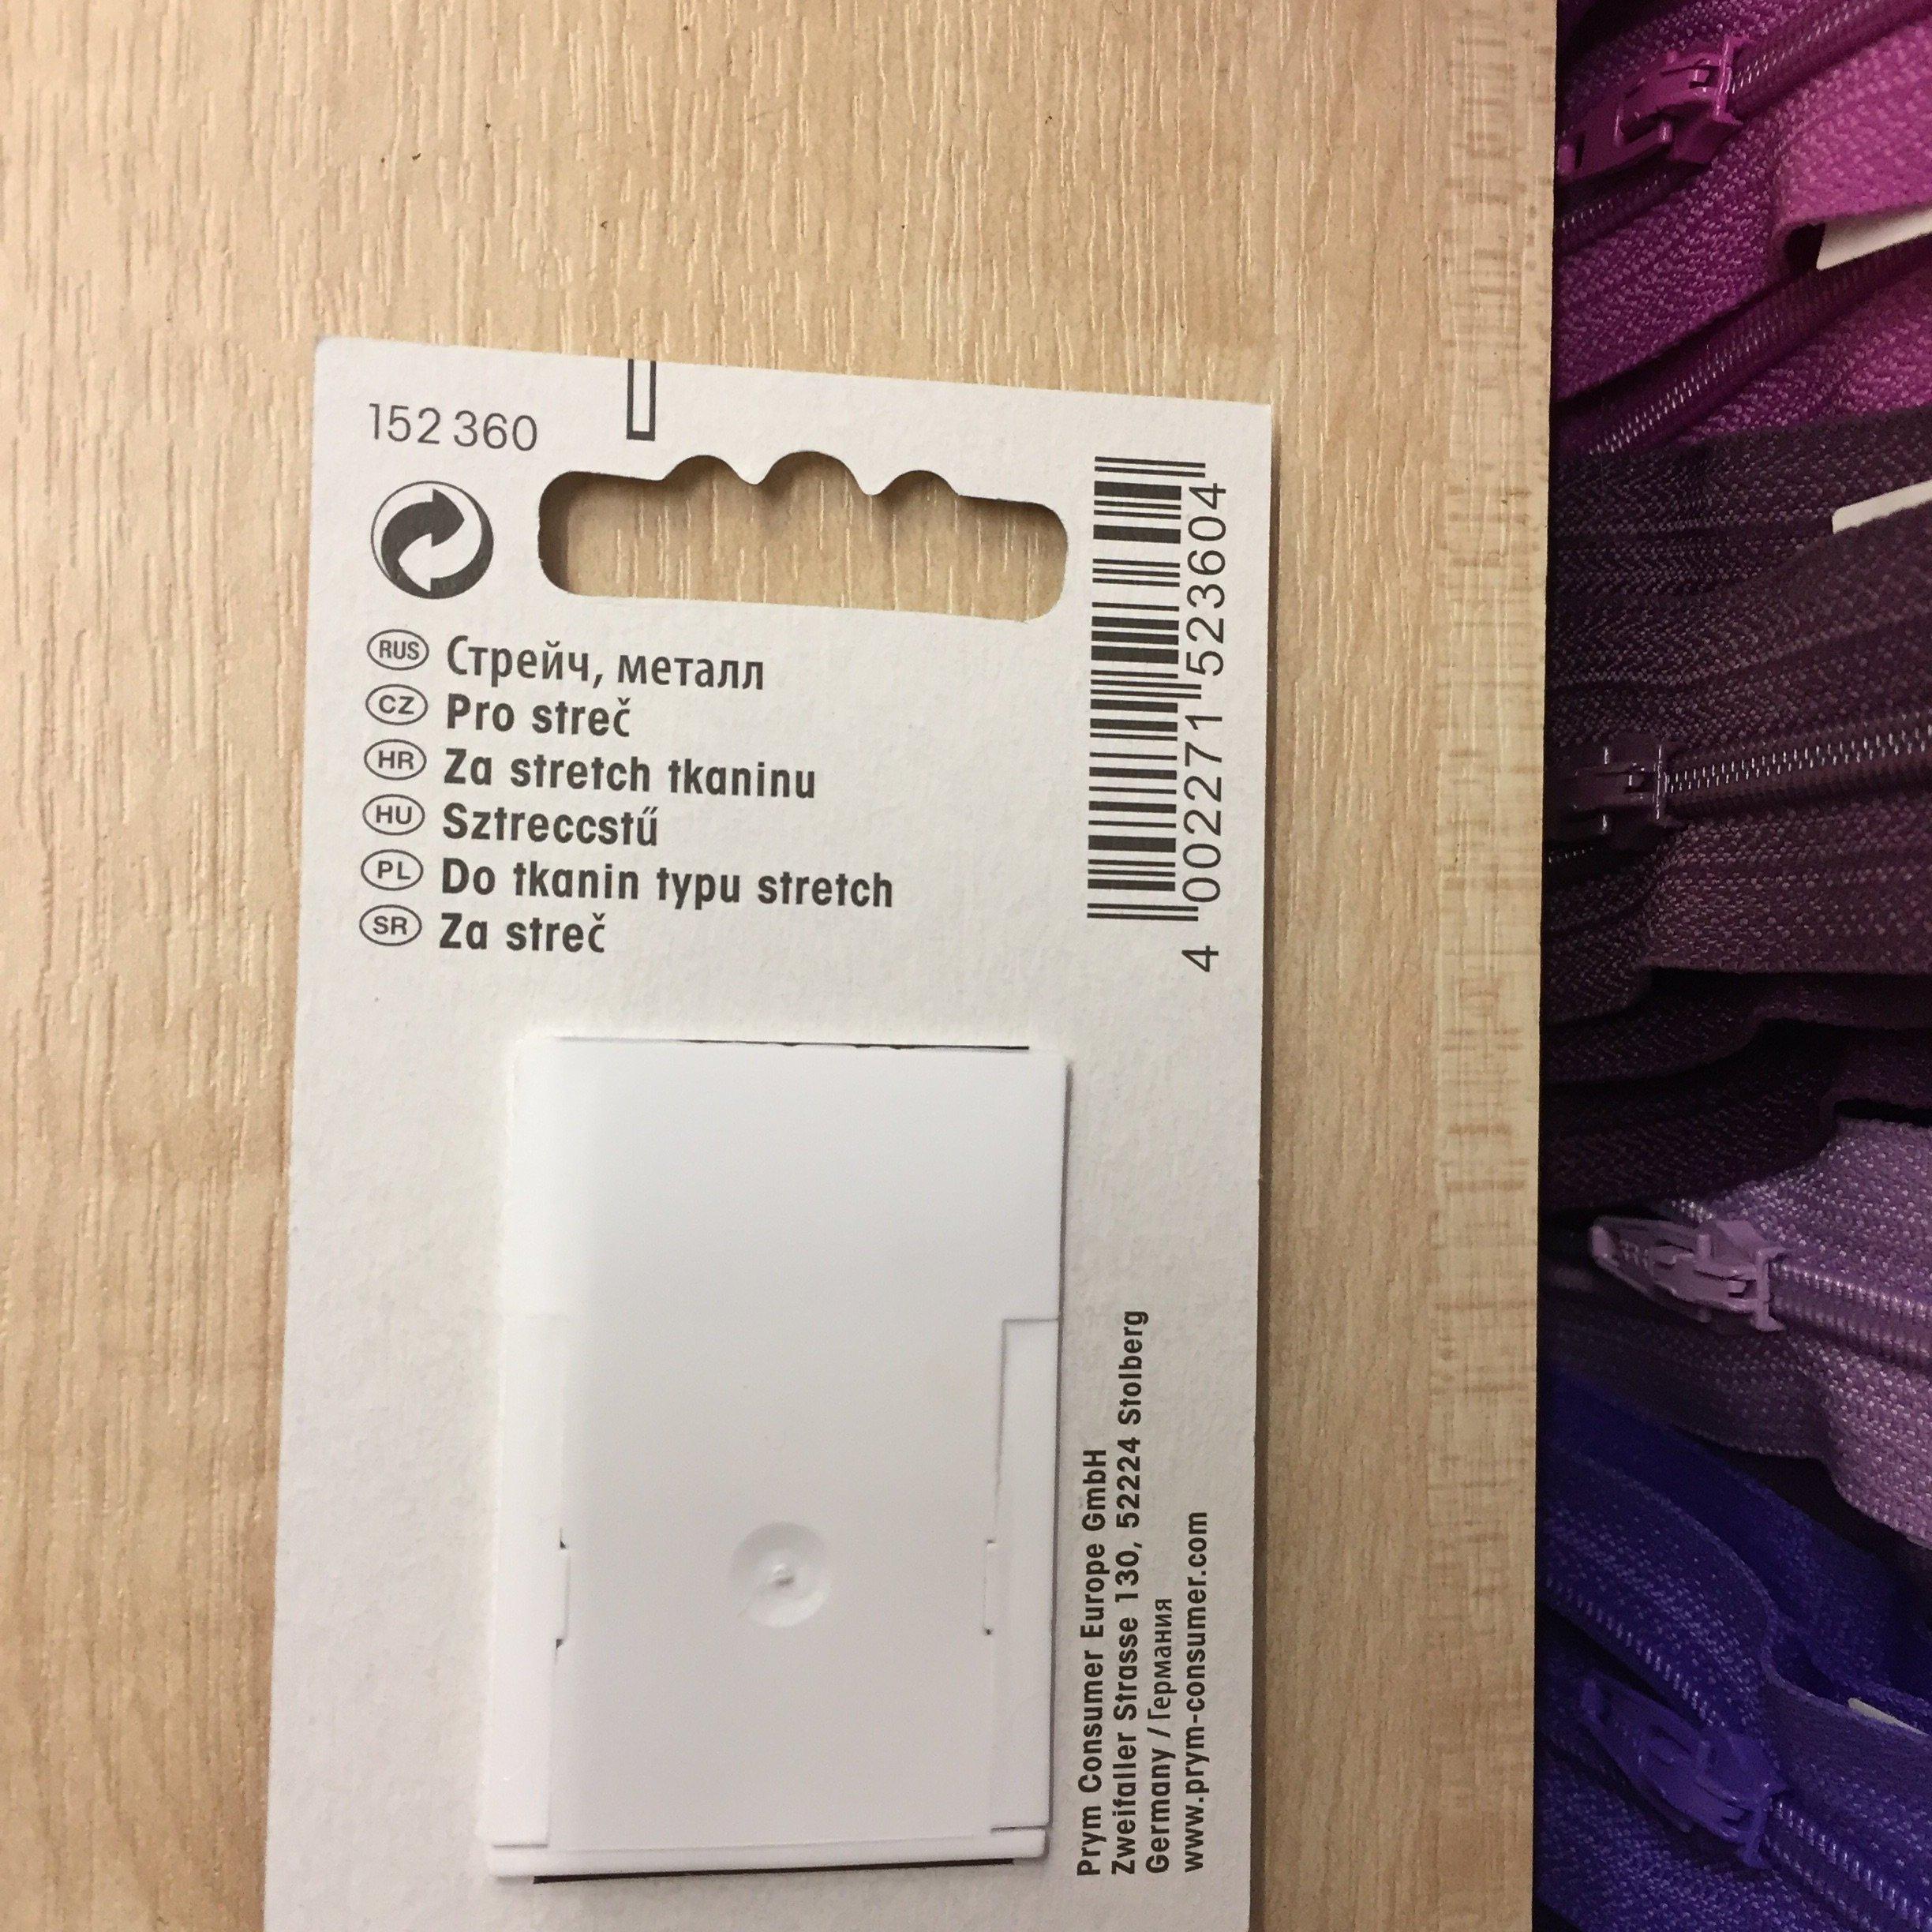 152 360
RUS Стрейч, металл
CZ Pro streč
HR Za stretch tkaninu
HU Sztreccstű
PL Do tkanin typu stretch
SR Za streč
4 002271 523604
Prym Consumer Europe GmbH
Zweifaller Strasse 130, 52224 Stolberg
Germany / Германия
www.prym-consumer.com